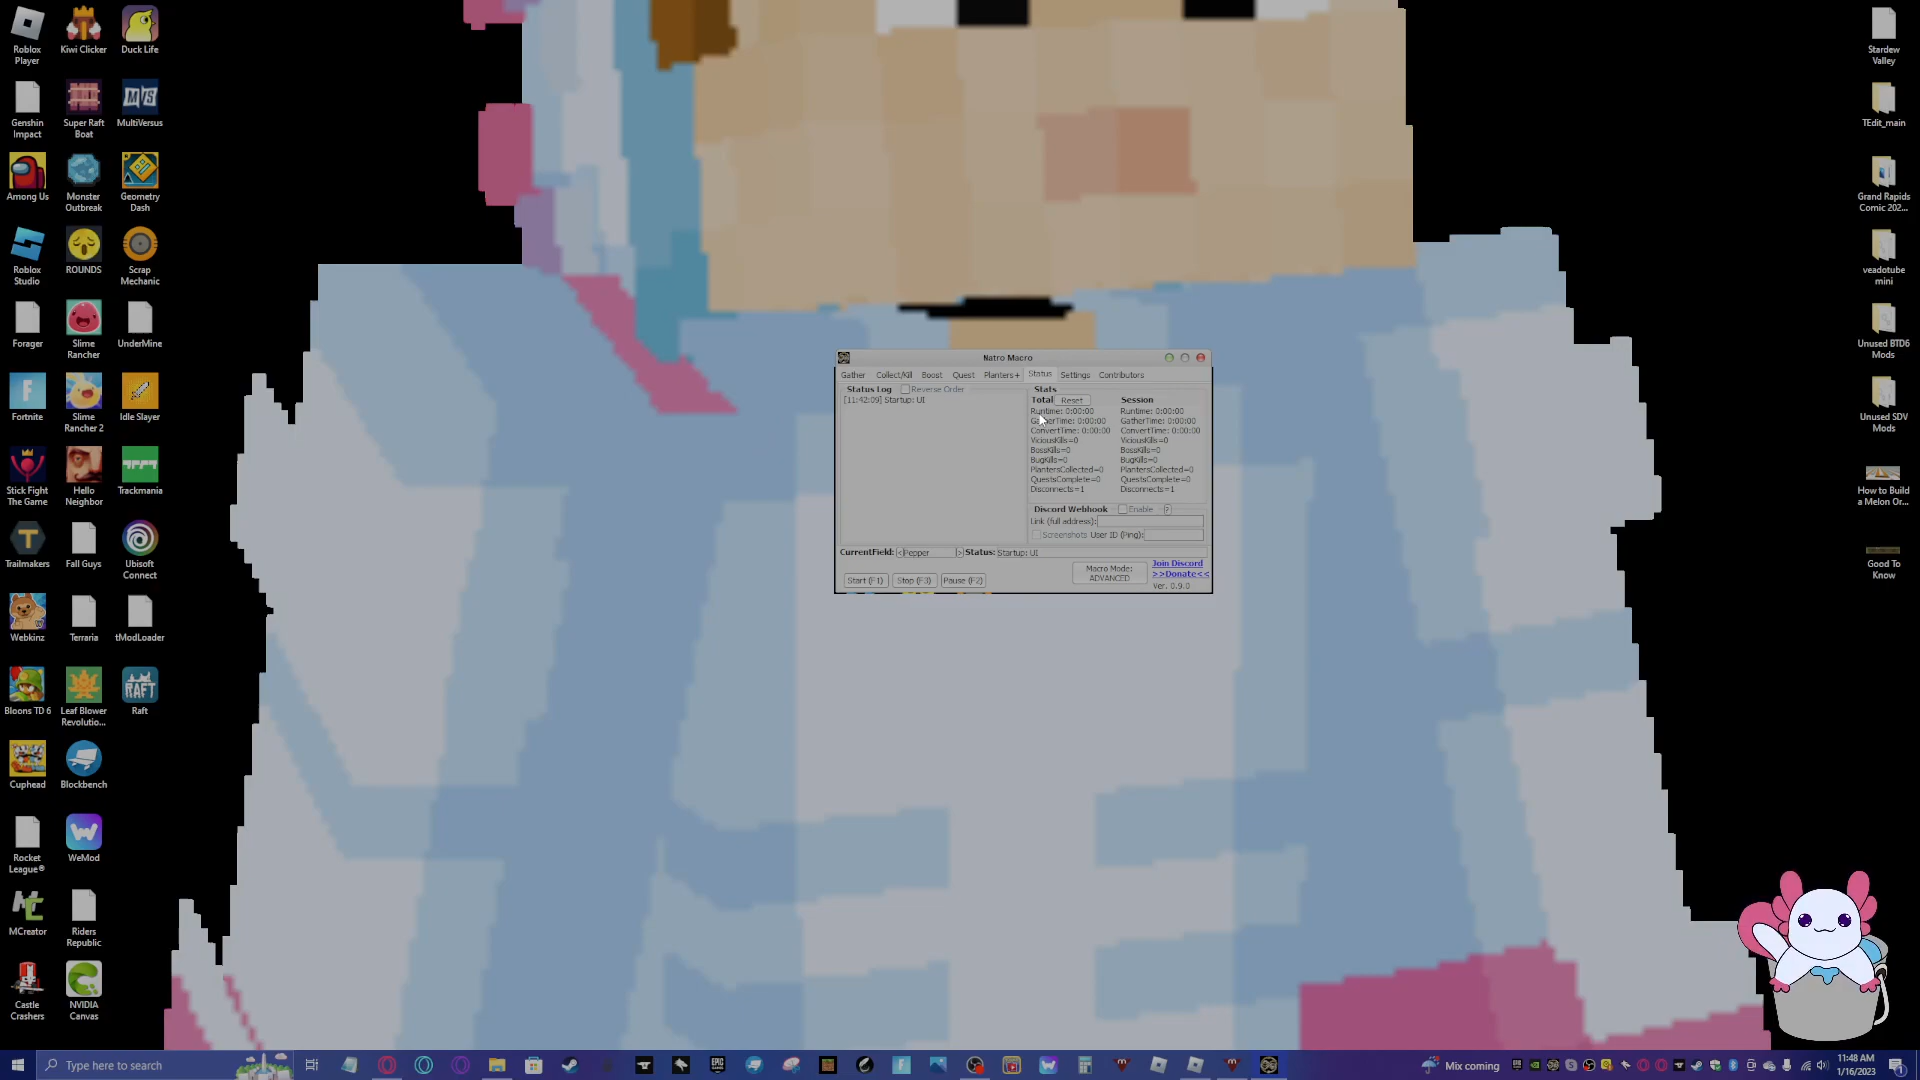 Roblox
Player
Kiwi Clicker
Duck Life
Genshin
Impact
Super Raft
Boat
MultiVersus
Among Us
Monster
Outbreak
Geometry
Dash
Roblox
Studio
ROUNDS
Scrap
Mechanic
Forager
Slime
Rancher
UnderMine
Fortnite
Slime
Rancher 2
Idle Slayer
Stick Fight
The Game
Hello
Neighbor
Trackmania
Trailmakers
Fall Guys
Ubisoft
Connect
Webkinz
Terraria
tModLoader
Bloons TD 6
Leaf Blower
Revolutio...
RAFT
Raft
Cuphead
Blockbench
Rocket
League®
WeMod
MCreator
Riders
Republic
Castle
Crashers
NVIDIA
Canvas
Natro Macro
Gather Collect/Kill Boost Quest Planters+ Status Settings Contributors
Status Log Reverse Order
[11:42:09] Startup: UI
Stats
Total Reset Session
Runtime: 0:00:00 Runtime: 0:00:00
GatherTime: 0:00:00 GatherTime: 0:00:00
ConvertTime: 0:00:00 ConvertTime: 0:00:00
ViciousKills=0 ViciousKills=0
BossKills=0 BossKills=0
BugKills=0 BugKills=0
PlantersCollected=0 PlantersCollected=0
QuestsComplete=0 QuestsComplete=0
Disconnects=1 Disconnects=1
Discord Webhook Enable ?
Link (full address):
Screenshots User ID (Ping):
CurrentField: < Pepper > Status: Startup: UI
Start (F1) Stop (F3) Pause (F2)
Macro Mode:
ADVANCED
Join Discord
>>Donate<<
Ver. 0.9.0
Stardew
Valley
TEdit_main
Grand Rapids
Comic 202...
veadotube
mini
Unused BTD6
Mods
Unused SDV
Mods
How to Build
a Melon Or...
Good To
Know
Type here to search
Mix coming
11:48 AM
1/16/2023